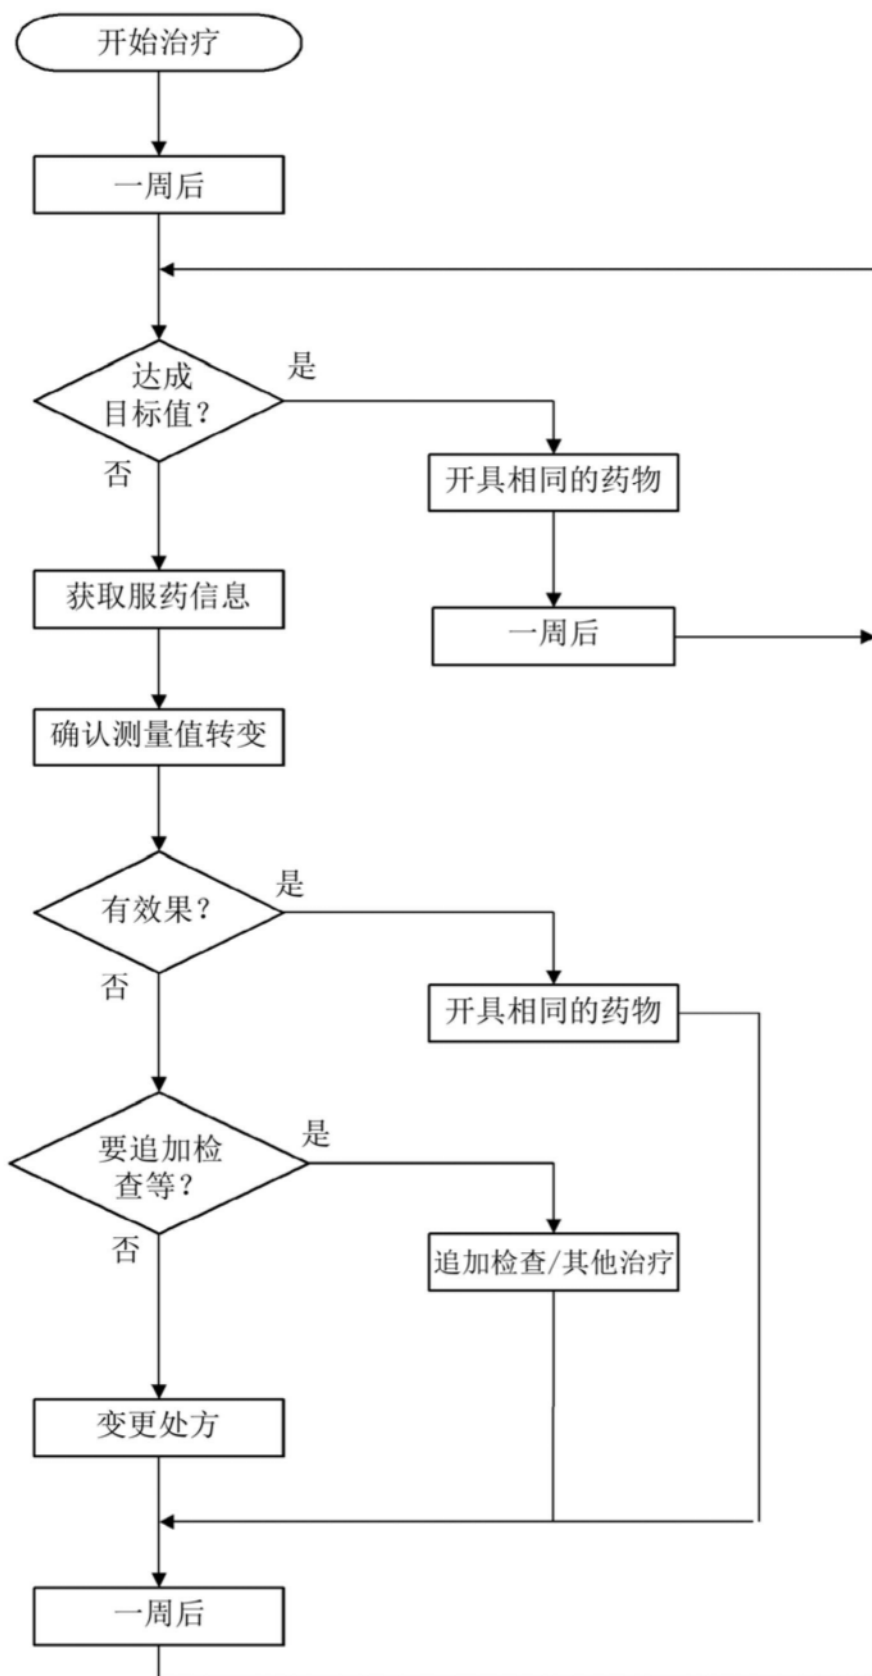 开始治疗
一周后
达成
目标值？
是
否
开具相同的药物
获取服药信息
一周后
确认测量值转变
有效果？
是
否
开具相同的药物
要追加检
查等？
是
否
追加检查/其他治疗
变更处方
一周后